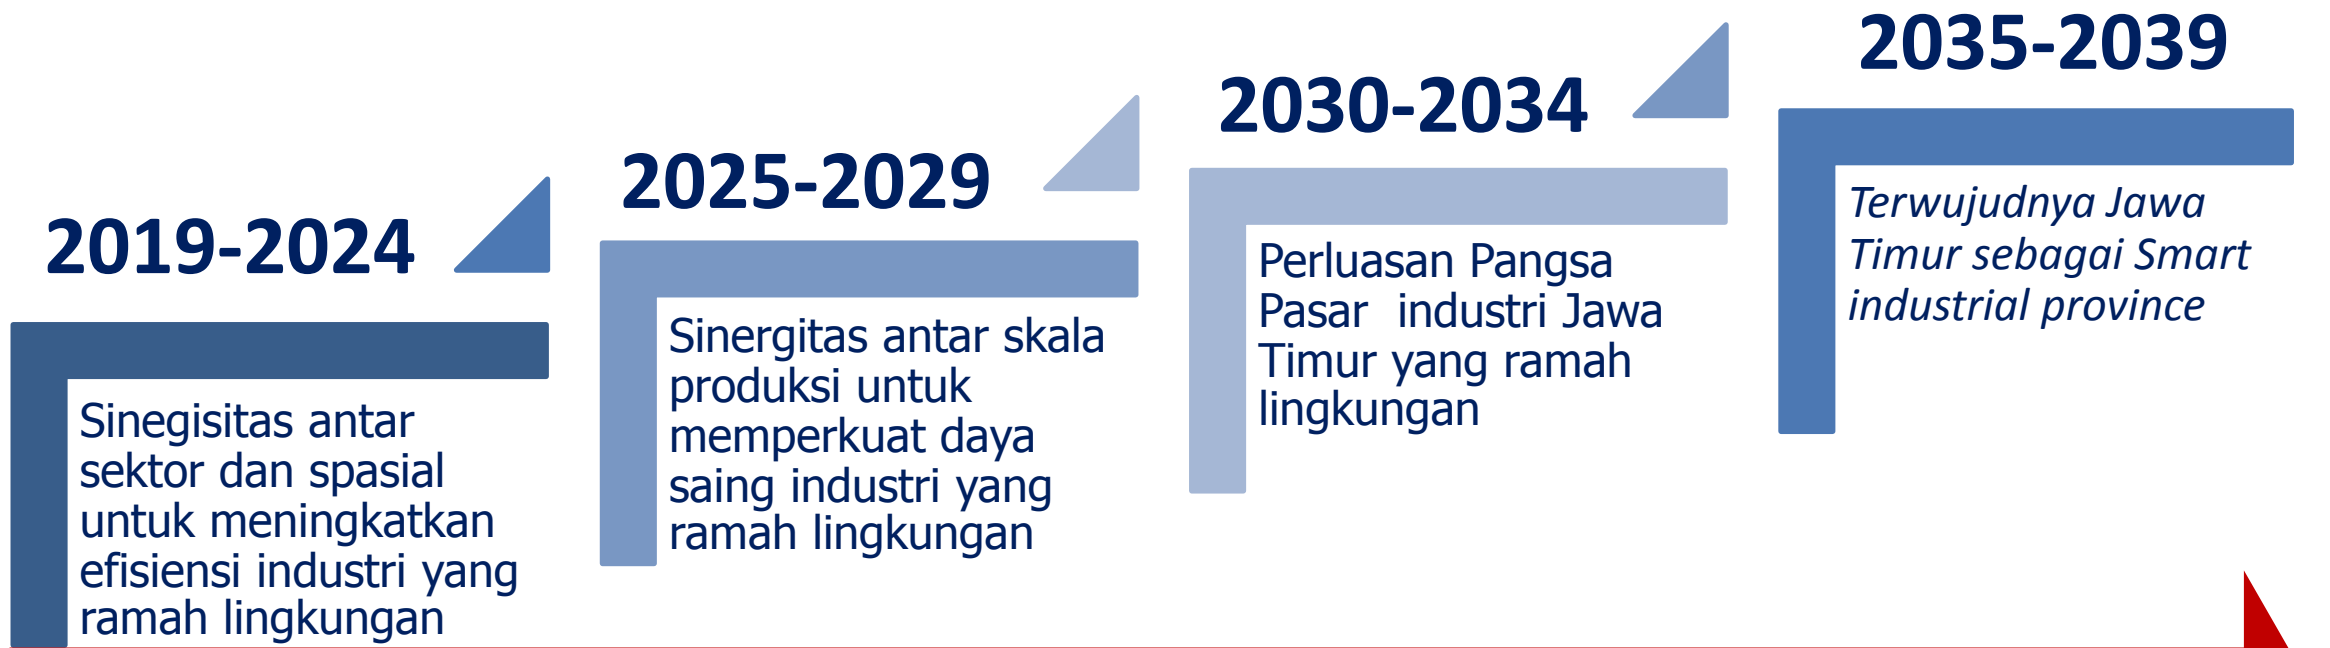 2019-2024
Sinegisitas antar
sektor dan spasial
untuk meningkatkan
efisiensi industri yang
ramah lingkungan
2025-2029
Sinergitas antar skala
produksi untuk
memperkuat daya
saing industri yang
ramah lingkungan
2030-2034
Perluasan Pangsa
Pasar  industri Jawa
Timur yang ramah
lingkungan
2035-2039
Terwujudnya Jawa
Timur sebagai Smart
industrial province